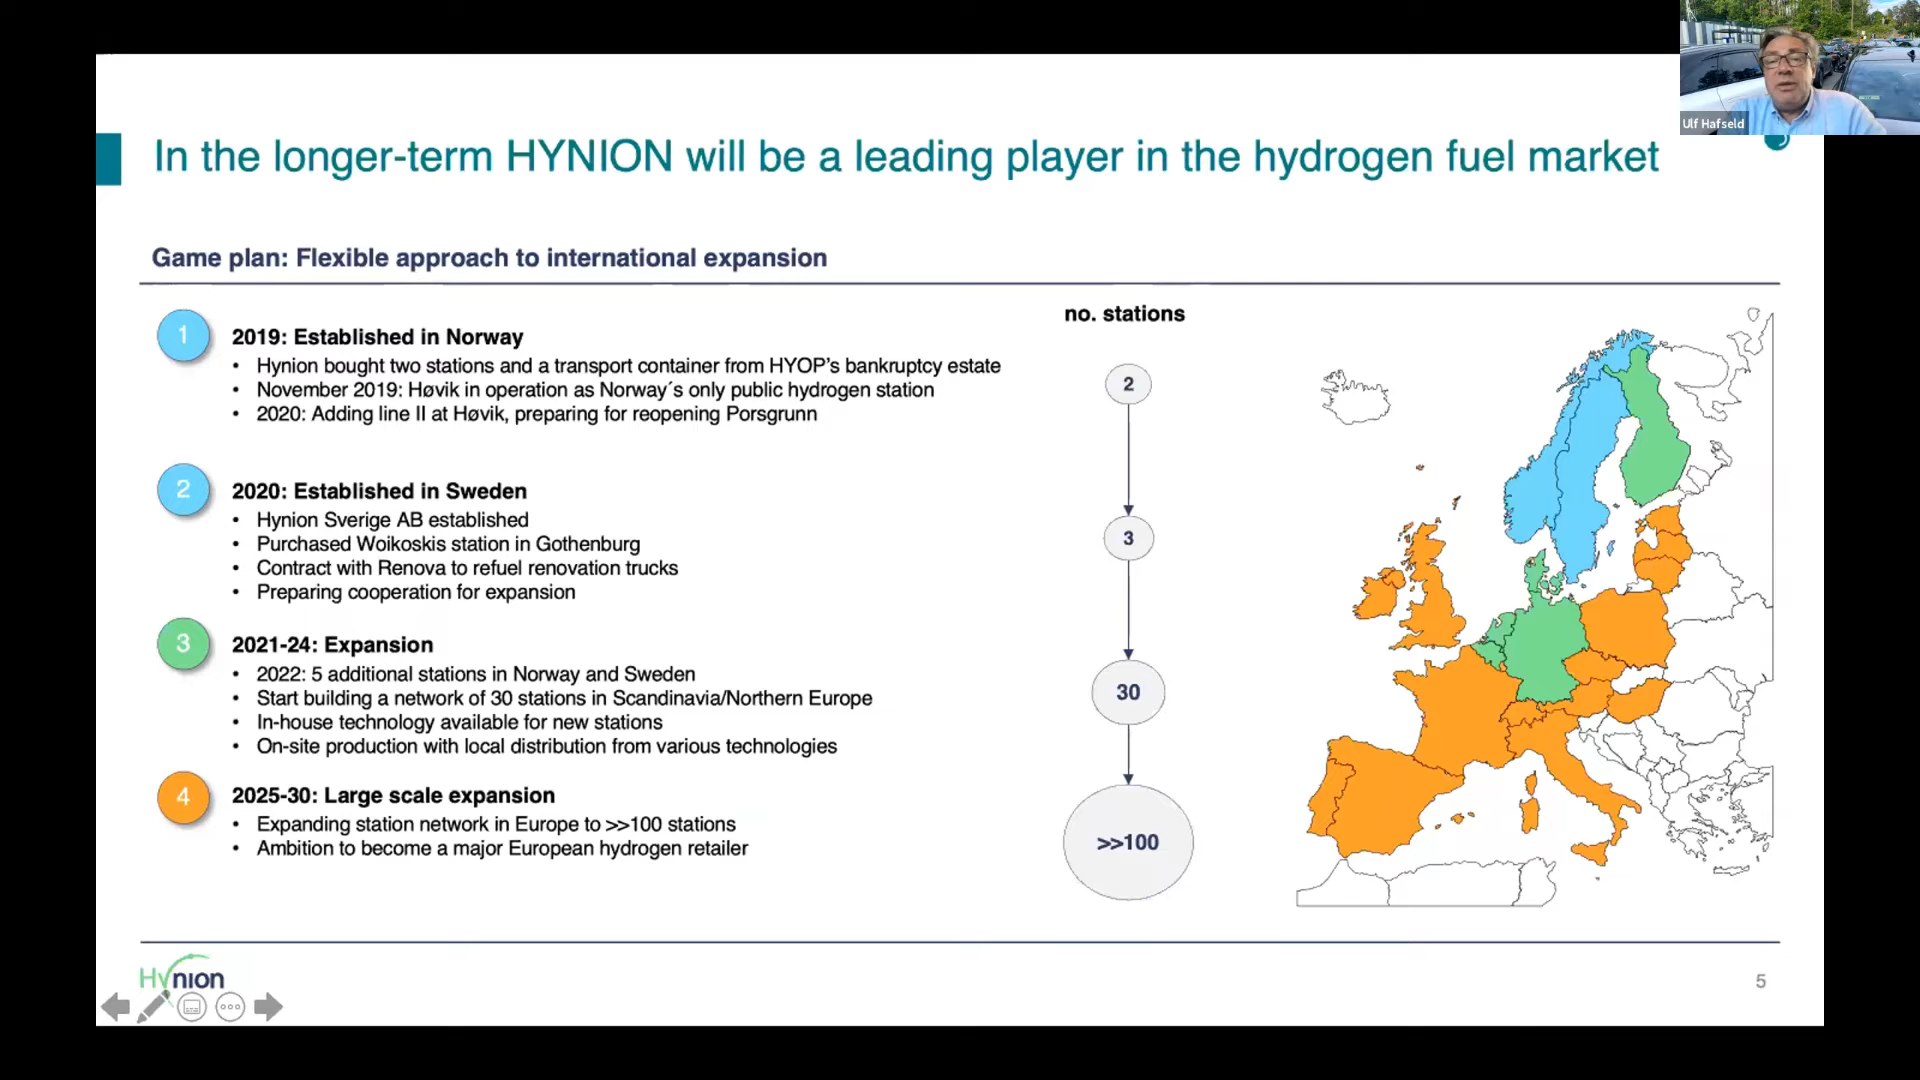 Ulf Hafseld
In the longer-term HYNION will be a leading player in the hydrogen fuel market
Game plan: Flexible approach to international expansion
no. stations
1
2019: Established in Norway
• Hynion bought two stations and a transport container from HYOP's bankruptcy estate
• November 2019: Høvik in operation as Norway´s only public hydrogen station
• 2020: Adding line II at Høvik, preparing for reopening Porsgrunn
2
2
2020: Established in Sweden
• Hynion Sverige AB established
• Purchased Woikoskis station in Gothenburg
• Contract with Renova to refuel renovation trucks
• Preparing cooperation for expansion
3
3
2021-24: Expansion
• 2022: 5 additional stations in Norway and Sweden
• Start building a network of 30 stations in Scandinavia/Northern Europe
• In-house technology available for new stations
• On-site production with local distribution from various technologies
30
4
2025-30: Large scale expansion
• Expanding station network in Europe to >>100 stations
• Ambition to become a major European hydrogen retailer
>>100
Hynion
5